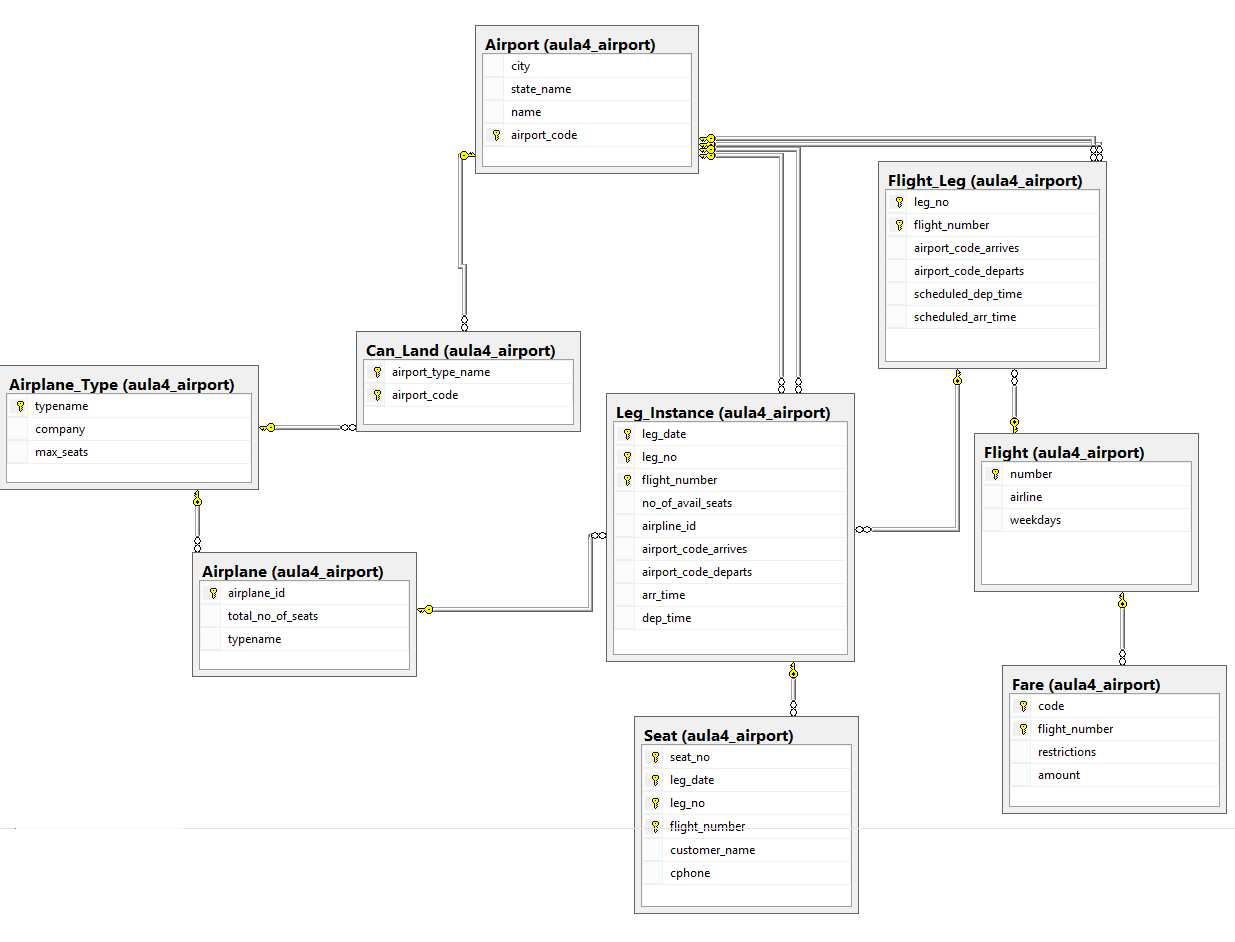 Airport (aula4_airport)
city
state_name
name
airport_code
Flight_Leg (aula4_airport)
leg_no
flight_number
airport_code_arrives
airport_code_departs
scheduled_dep_time
scheduled_arr_time
Can_Land (aula4_airport)
airport_type_name
airport_code
Airplane_Type (aula4_airport)
typename
company
max_seats
Leg_Instance (aula4_airport)
leg_date
leg_no
flight_number
no_of_avail_seats
airpline_id
airport_code_arrives
airport_code_departs
arr_time
dep_time
Flight (aula4_airport)
number
airline
weekdays
Airplane (aula4_airport)
airplane_id
total_no_of_seats
typename
Fare (aula4_airport)
code
flight_number
restrictions
amount
Seat (aula4_airport)
seat_no
leg_date
leg_no
flight_number
customer_name
cphone